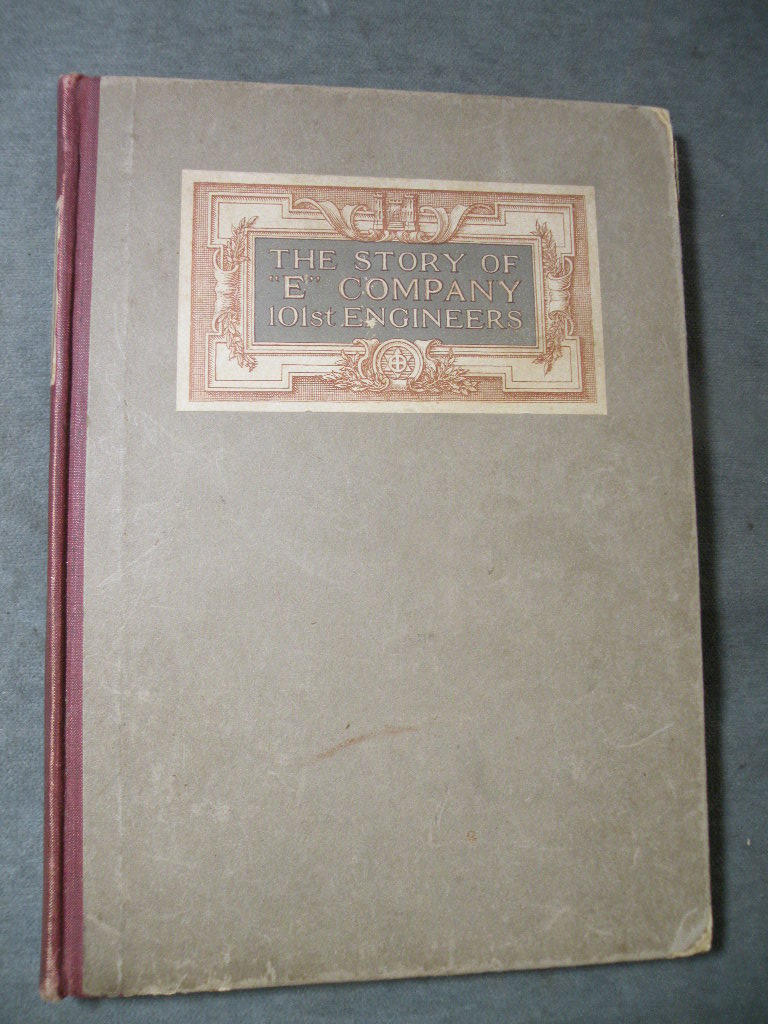 THE STORY OF
"E" COMPANY
101st ENGINEERS